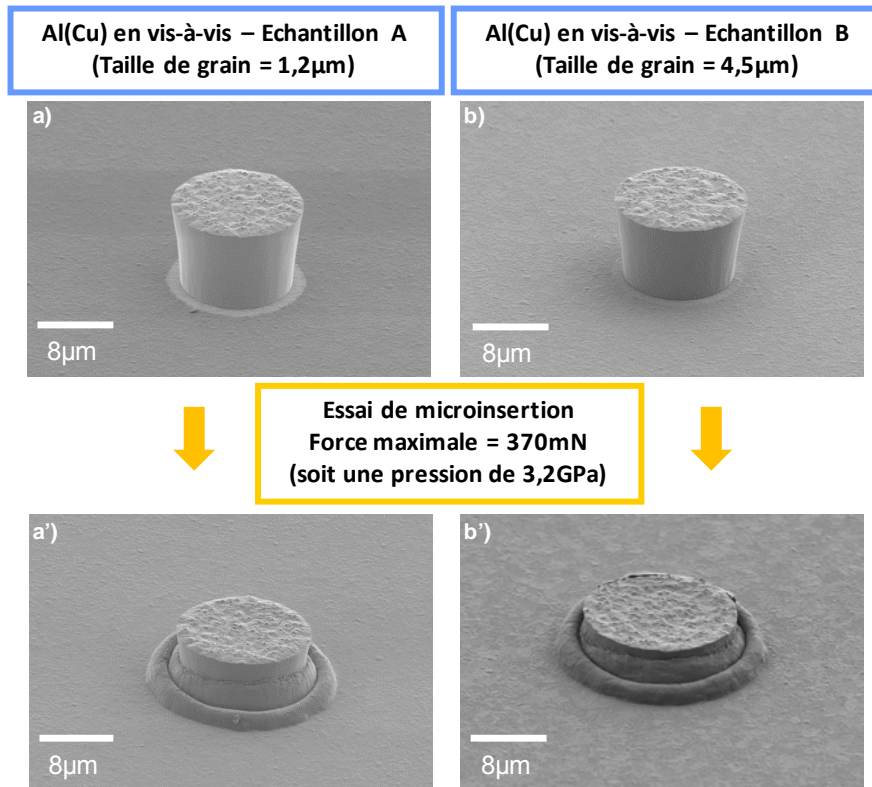 Al(Cu) en vis-à-vis – Echantillon A
(Taille de grain = 1,2µm)
Al(Cu) en vis-à-vis – Echantillon B
(Taille de grain = 4,5µm)
a)
b)
8µm
8µm
Essai de microinsertion
Force maximale = 370mN
(soit une pression de 3,2GPa)
a’)
b’)
8µm
8µm